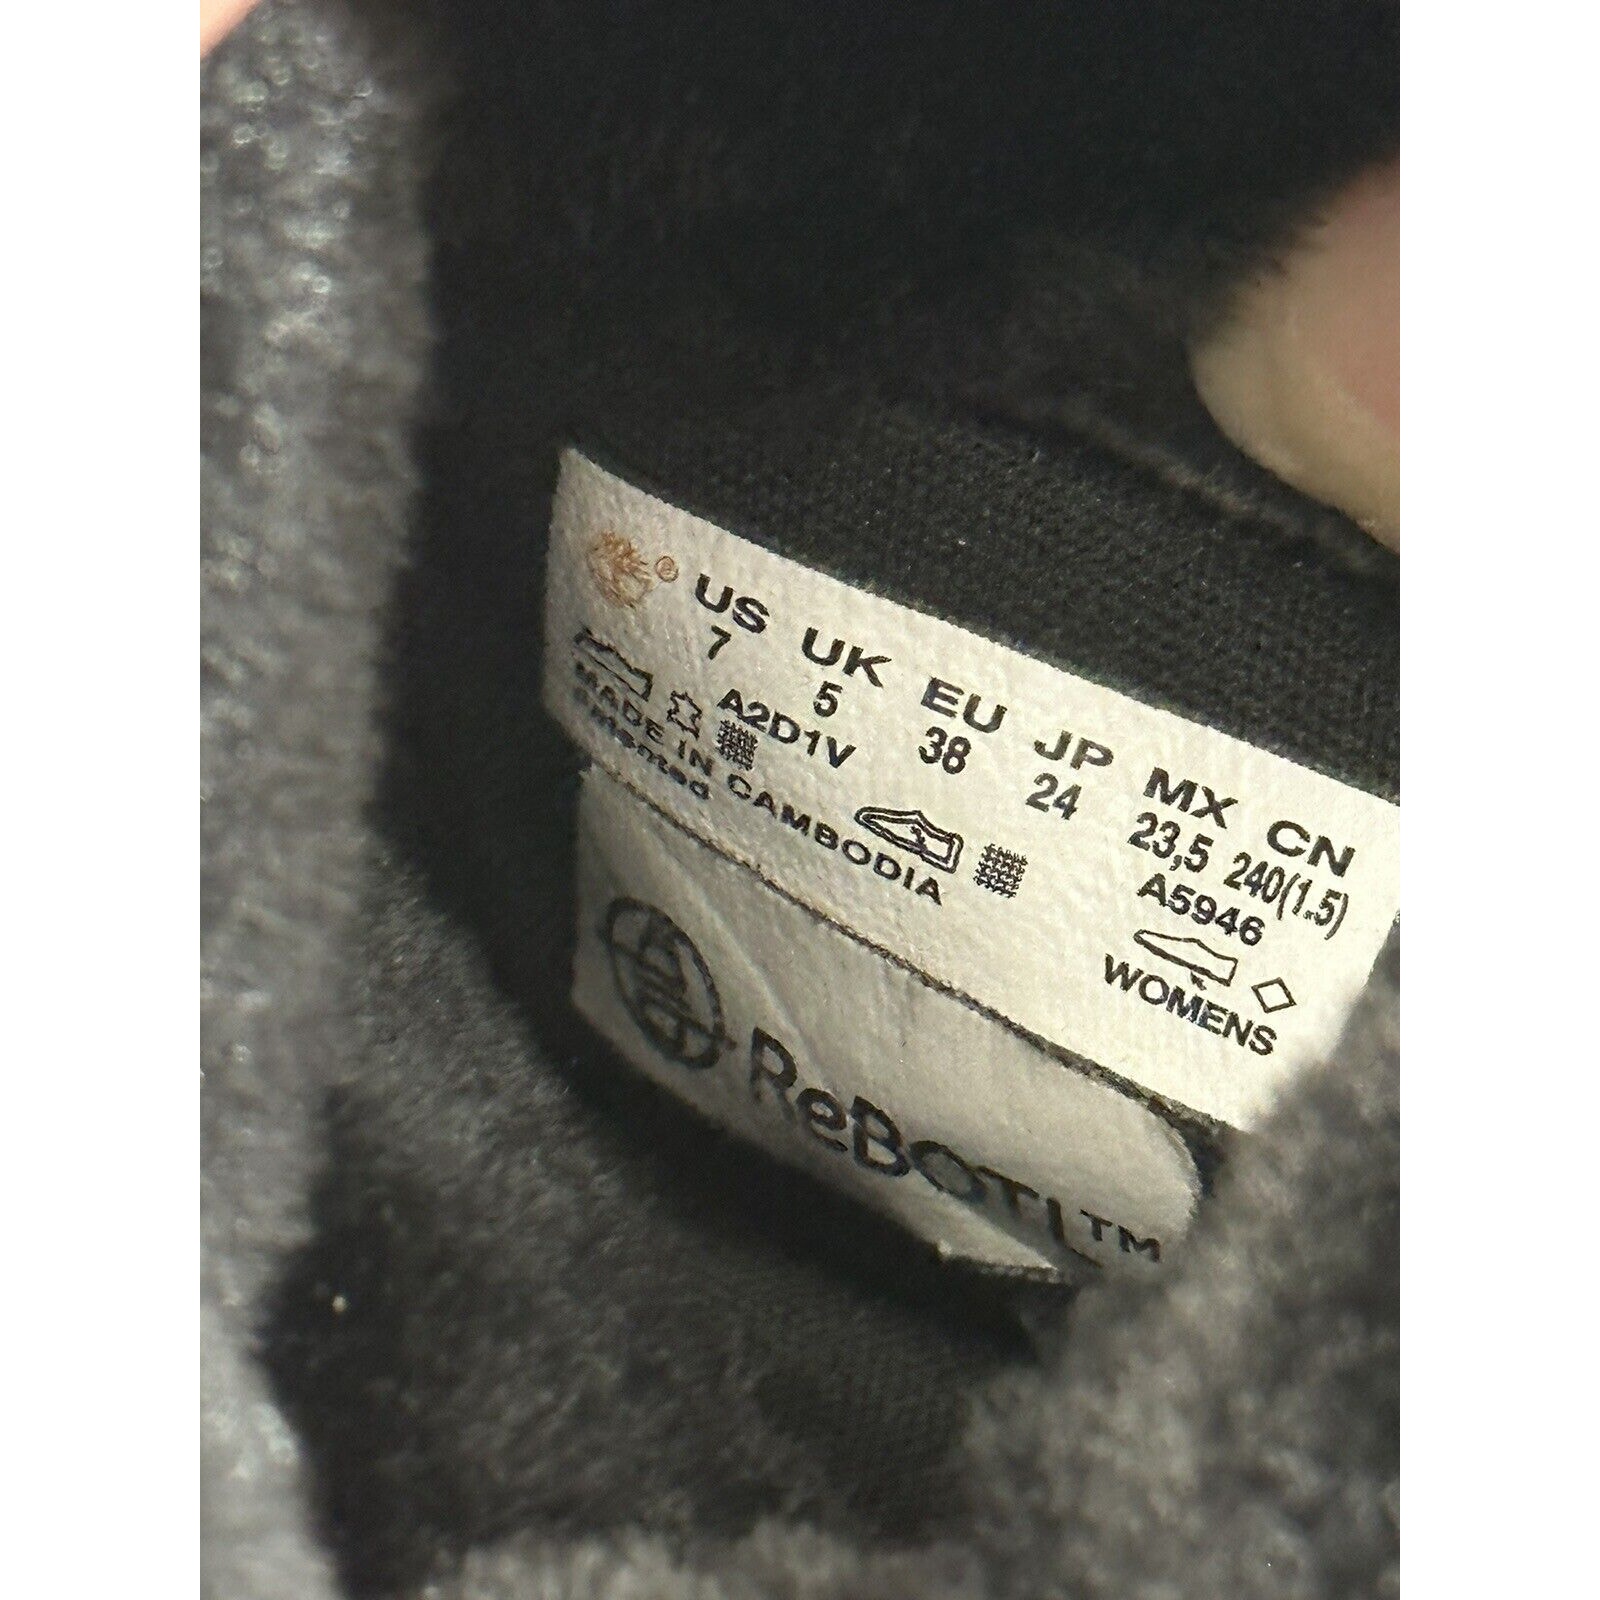 ®
US UK EU JP MX CN
7 5 38 24 23,5 240(1.5)
A2D1V A5946
MADE IN CAMBODIA WOMENS
ReBOTL™